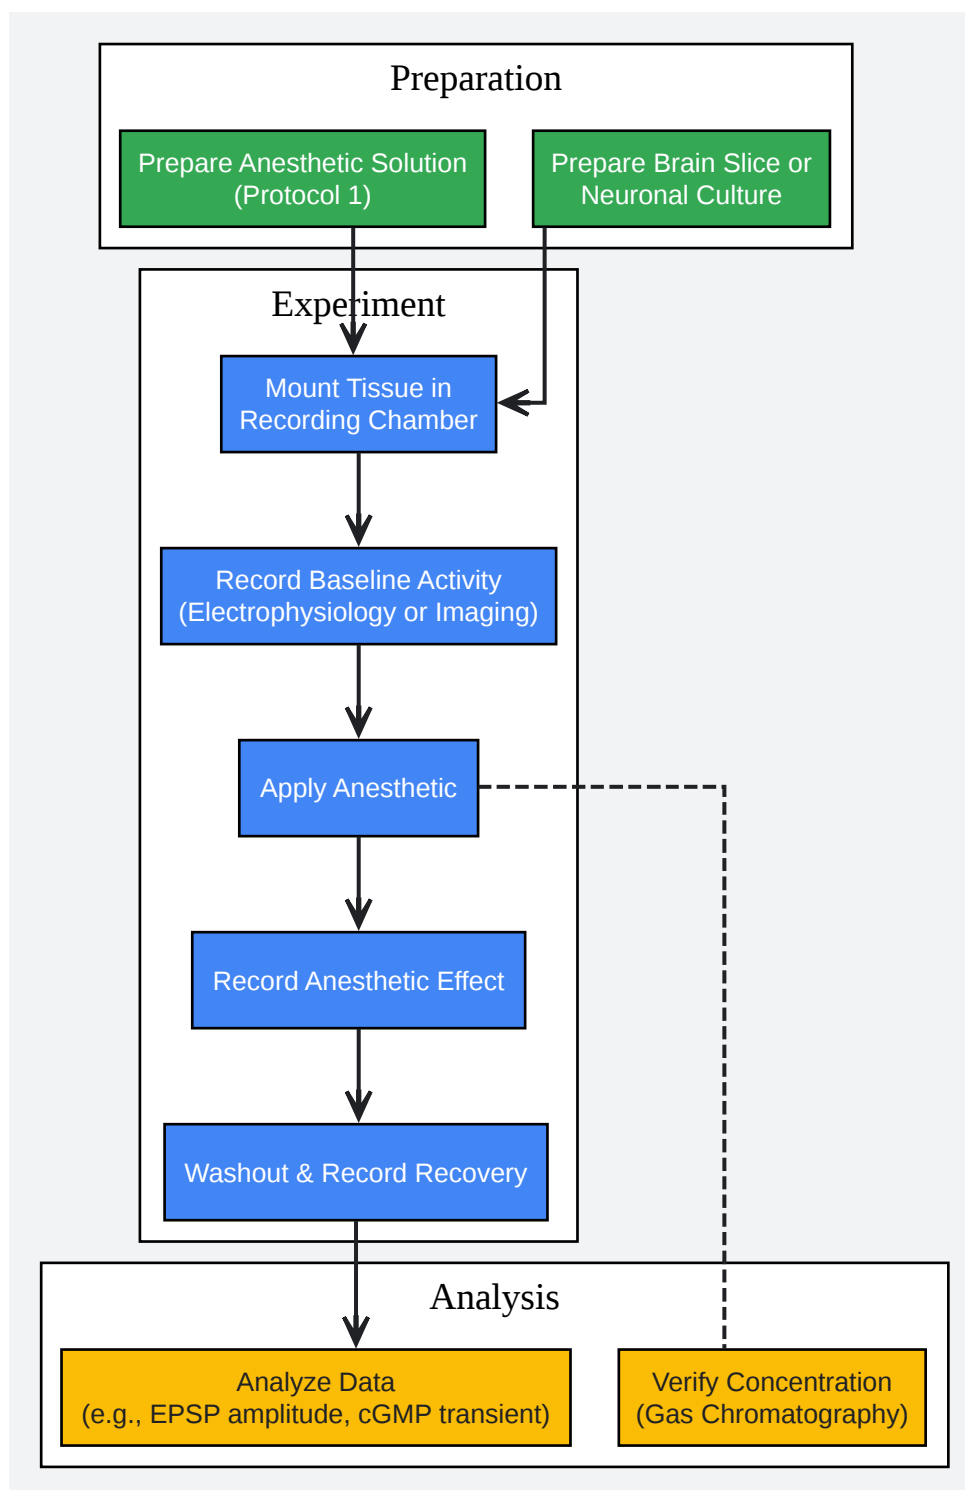 Preparation
Prepare Anesthetic Solution
(Protocol 1)
Prepare Brain Slice or
Neuronal Culture
Experiment
Mount Tissue in
Recording Chamber
Record Baseline Activity
(Electrophysiology or Imaging)
Apply Anesthetic
Record Anesthetic Effect
Washout & Record Recovery
Analysis
Analyze Data
(e.g., EPSP amplitude, cGMP transient)
Verify Concentration
(Gas Chromatography)